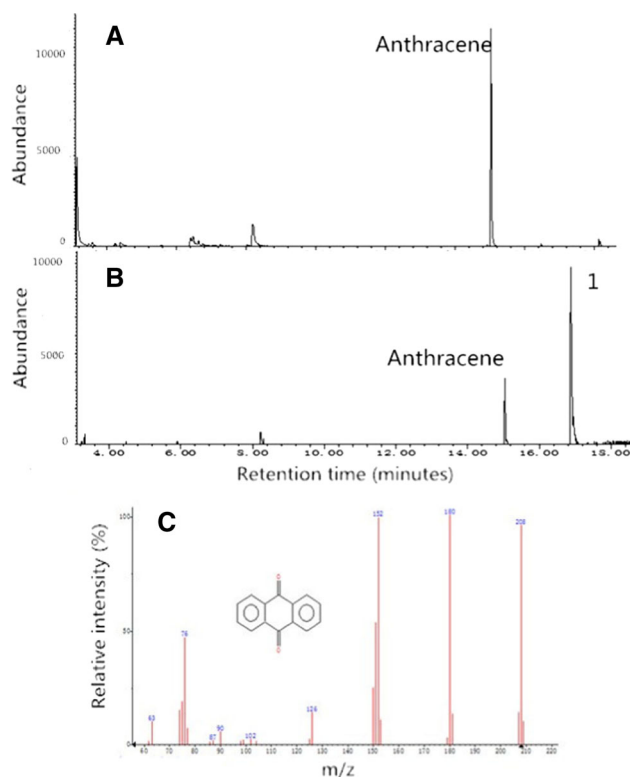 A
Anthracene
Abundance
10000
5000
0
B
1
Anthracene
Abundance
10000
5000
0
4.00 6.00 8.00 10.00 12.00 14.00 16.00 18.00
Retention time (minutes)
C
Relative intensity (%)
100
50
0
63 76 87 90 102 126 152 180 208
O
O
60 70 80 90 100 110 120 130 140 150 160 170 180 190 200 210 220
m/z